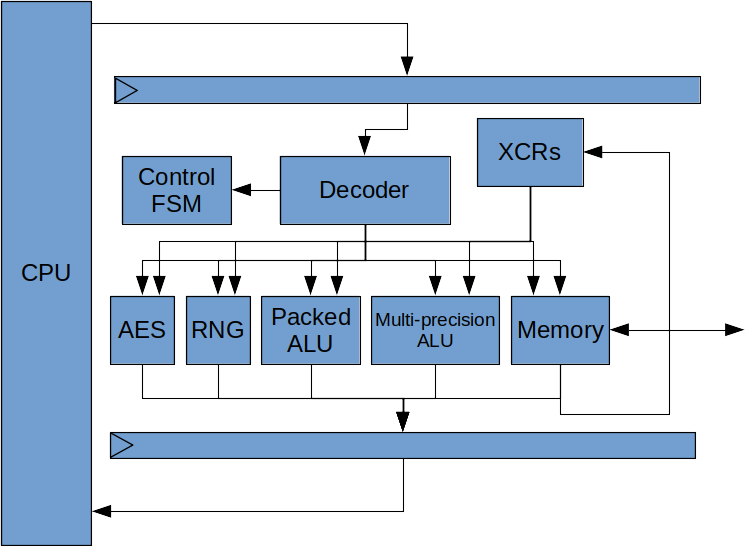 XCRs
Control
FSM
Decoder
CPU
AES
RNG
Packed
ALU
Multi-precision
ALU
Memory